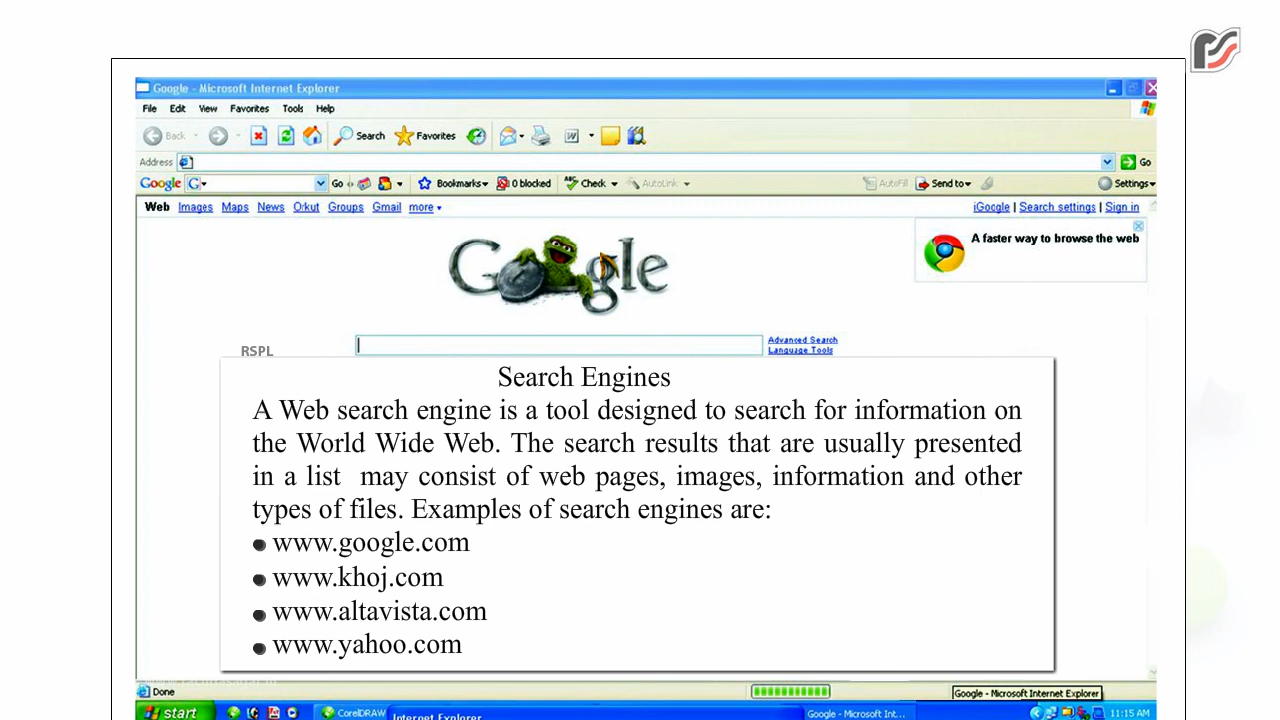 Google - Microsoft Internet Explorer
File Edit View Favorites Tools Help
Back Search Favorites
Address Go
Google G Go Bookmarks 0 blocked ABC Check AutoLink AutoFill Send to Settings
Web Images Maps News Orkut Groups Gmail more iGoogle | Search settings | Sign in
A faster way to browse the web
Google
Advanced Search
Language Tools
RSPL
Search Engines
A Web search engine is a tool designed to search for information on
the World Wide Web. The search results that are usually presented
in a list may consist of web pages, images, information and other
types of files. Examples of search engines are:
www.google.com
www.khoj.com
www.altavista.com
www.yahoo.com
Done Google - Microsoft Internet Explorer
start CorelDRAW Internet Explorer Google - Microsoft Int... 11:15 AM